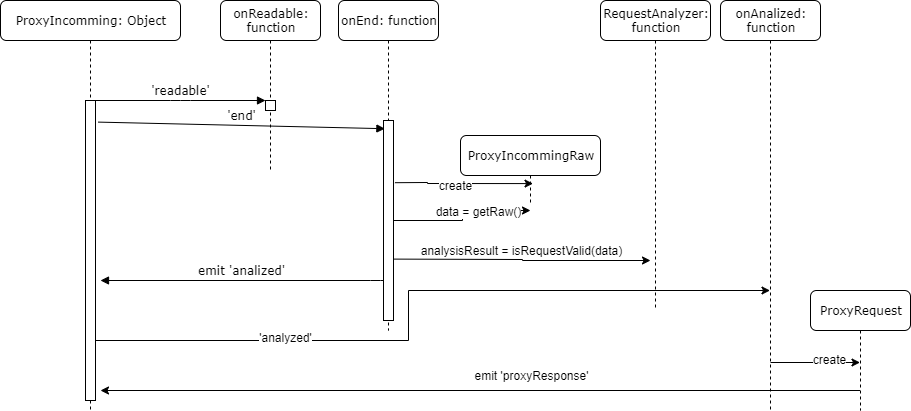 ProxyIncomming: Object
onReadable:
function
onEnd: function
RequestAnalyzer:
function
onAnalized:
function
'readable'
'end'
ProxyIncommingRaw
create
data = getRaw()
analysisResult = isRequestValid(data)
emit 'analized'
ProxyRequest
'analyzed'
create
emit 'proxyResponse'